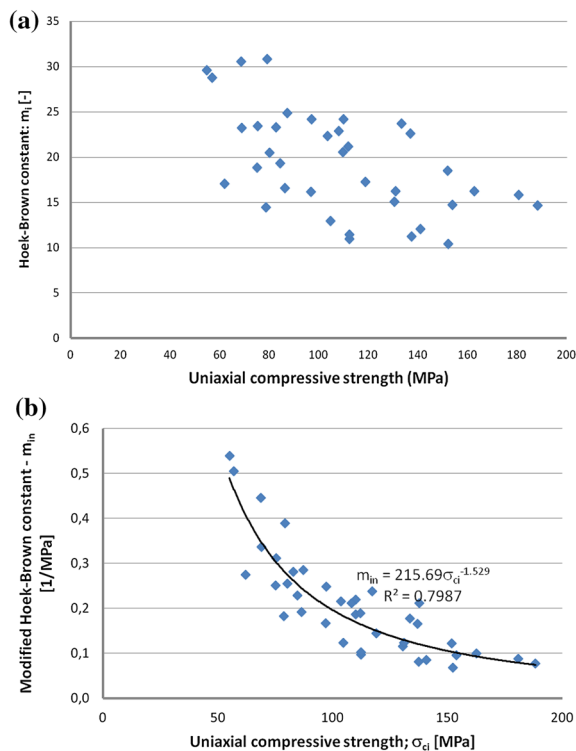 (a)
Hoek-Brown constant: mᵢ [-]
35
30
25
20
15
10
5
0
0 20 40 60 80 100 120 140 160 180 200
Uniaxial compressive strength (MPa)
(b)
Modified Hoek-Brown constant - mᵢₙ
[1/MPa]
0,6
0,5
0,4
0,3
0,2
0,1
0,0
mᵢₙ = 215.69σci^-1.529
R² = 0.7987
0 50 100 150 200
Uniaxial compressive strength; σci [MPa]